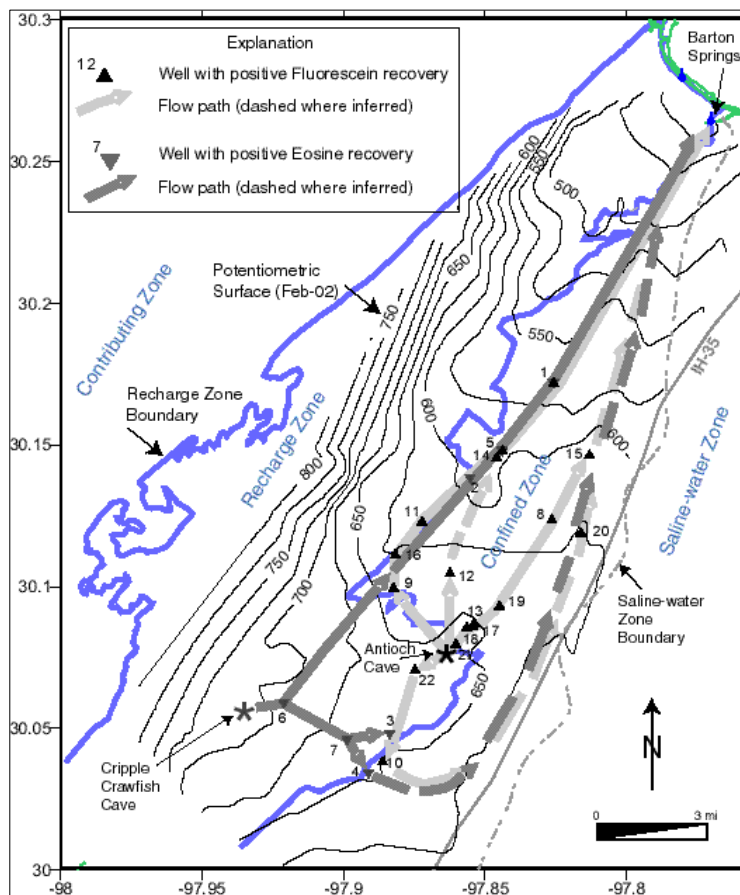 30.3
30.25
30.2
30.15
30.1
30.05
30
-98
-97.95
-97.9
-97.85
-97.8
Explanation
12
Well with positive Fluorescein recovery
Flow path (dashed where inferred)
7
Well with positive Eosine recovery
Flow path (dashed where inferred)
Barton
Springs
600
550
500
650
Potentiometric
Surface (Feb-02)
750
Contributing Zone
550
IH-35
1
Recharge Zone
Boundary
Recharge Zone
600
800
5
14
2
600
15
Confined Zone
Saline-water Zone
650
11
8
20
16
750
12
9
700
19
13
17
18
Saline-water
Zone
Boundary
Antioch
Cave
21
22
650
6
3
7
10
4
Cripple
Crawfish
Cave
N
0
3 mi